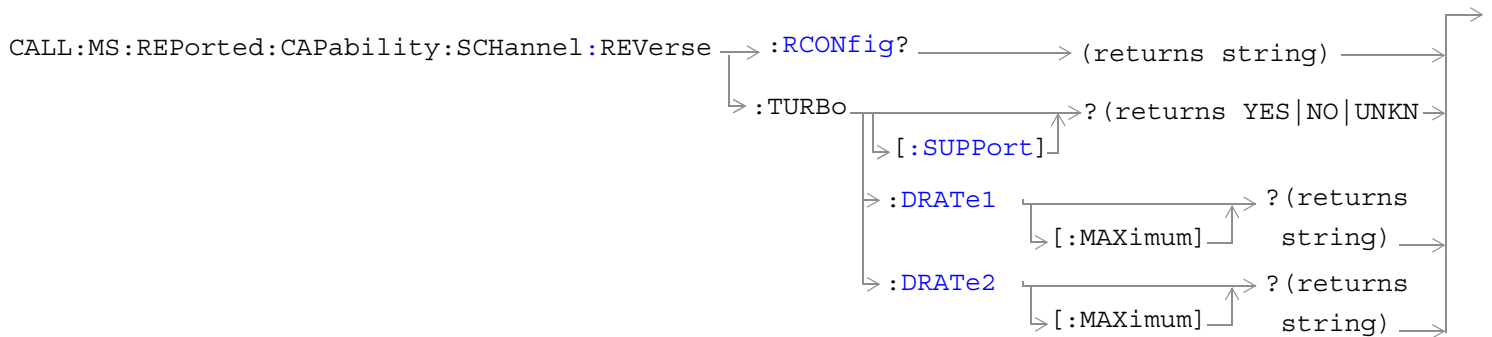 CALL:MS:REPorted:CAPability:SCHannel:REVerse :RCONfig? (returns string)
:TURBo ?(returns YES|NO|UNKN
[:SUPPort]
:DRATe1 ?(returns
[:MAXimum] string)
:DRATe2 ?(returns
[:MAXimum] string)